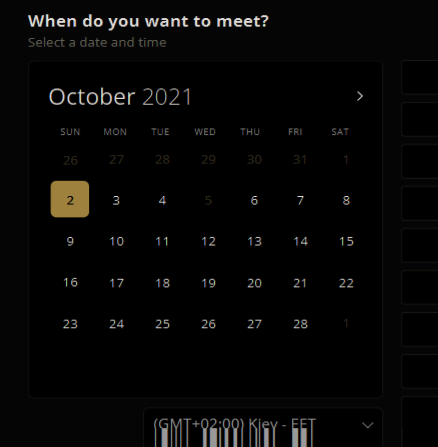 When do you want to meet?
Select a date and time
October 2021
SUN MON TUE WED THU FRI SAT
26 27 28 29 30 31 1
2 3 4 5 6 7 8
9 10 11 12 13 14 15
16 17 18 19 20 21 22
23 24 25 26 27 28 1
(GMT+02:00) Kiev - EET